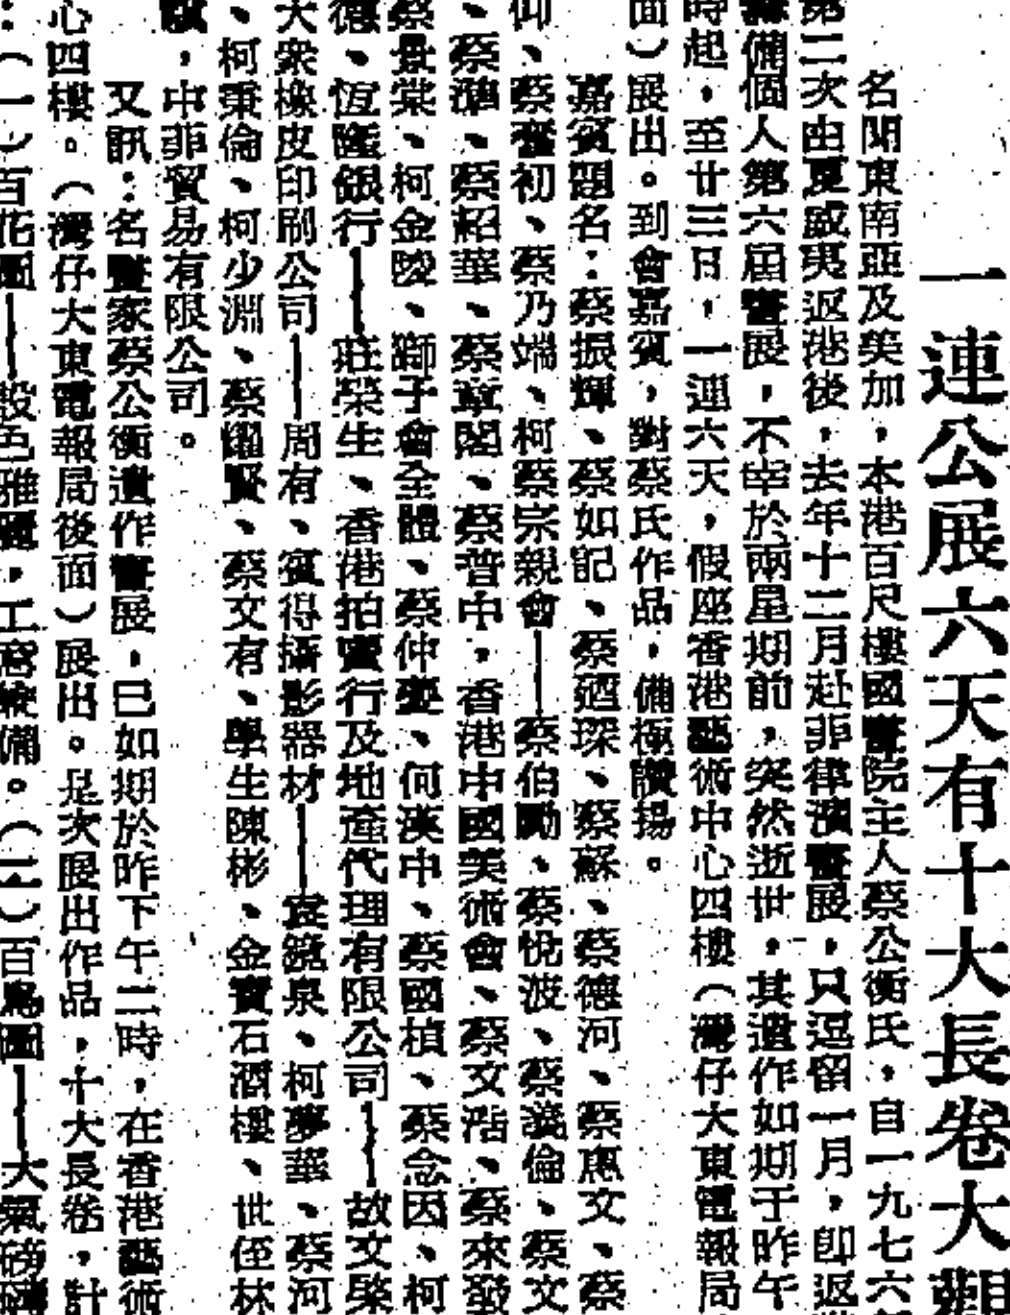 一連公展六天有十大長卷大觀
名聞東南亞及美加，本港百尺樓國畫院主人蔡公衡氏，自一九七六
第二次由夏威夷返港後，去年十二月赴菲律濱畫展，只逗留一月，卽返
籌備個人第六屆畫展，不幸於兩星期前，突然逝世，其遺作如期于昨午
時起，至廿三日，一連六天，假座香港藝術中心四樓（灣仔大東電報局
面）展出。到會嘉賓，對蔡氏作品，備極讚揚。
嘉賓題名：蔡振輝、蔡如記、蔡廼琛、蔡蘇、蔡德河、蔡惠文、蔡
仰、蔡奮初、蔡乃端、柯蔡宗親會——蔡伯勵、蔡悅波、蔡義倫、蔡文
、蔡灉、蔡紹華、蔡章閣、蔡普中，香港中國美術會、蔡文浩、蔡來發
蔡景棠、柯金晙、獅子會全體、蔡仲夔、何漢中、蔡國楨、蔡念因、柯
德、恆隆銀行——莊榮生、香港拍賣行及地產代理有限公司——故文棨
大衆橡皮印刷公司——周有、賓得攝影器材——袁鏡泉、柯夢華、蔡河
、柯秉倫、柯少淵、蔡耀賢、蔡文有、學生陳彬、金寶石酒樓、世侄林
，中菲貿易有限公司。
又訊：名畫家蔡公衡遺作畫展，巳如期於昨下午二時，在香港藝術
心四樓。（灣仔大東電報局後面）展出。是次展出作品，十大長卷，計
：（一）百花圖——設色雅麗，工寫兼備。（二）百鳥圖——大氣磅礡